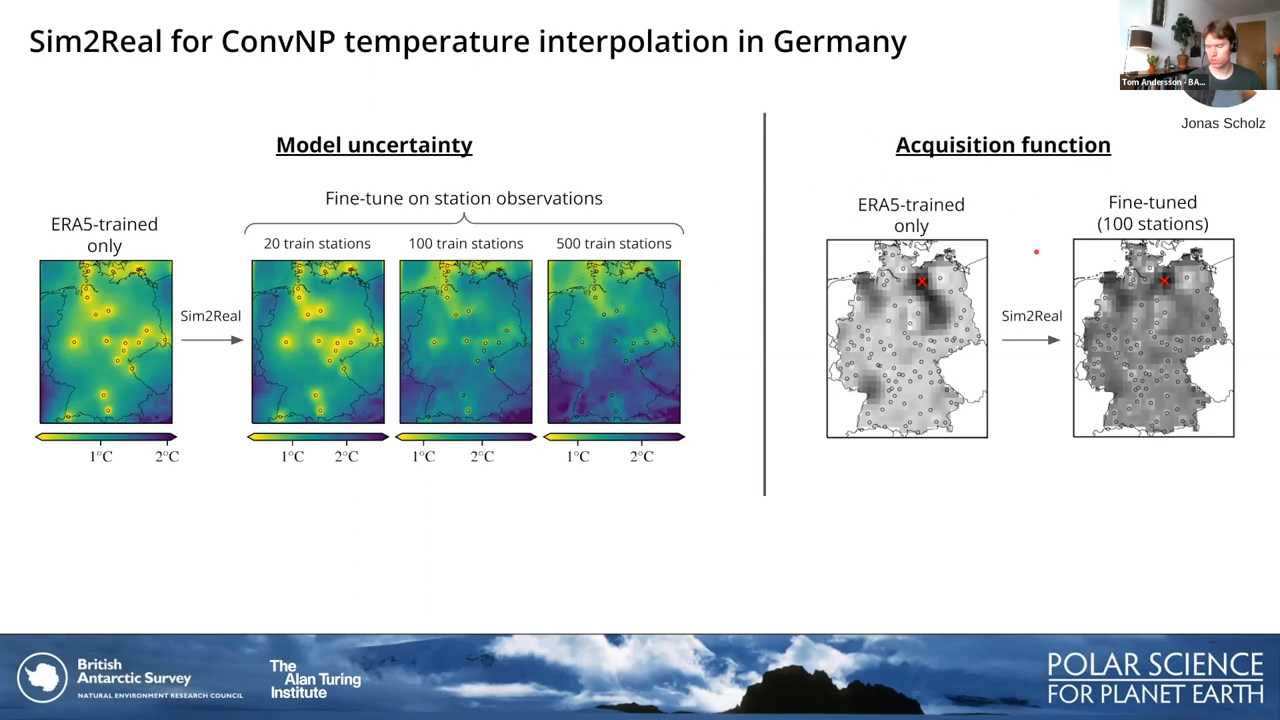 Sim2Real for ConvNP temperature interpolation in Germany
Tom Andersson - BA...
Jonas Scholz
Model uncertainty
Fine-tune on station observations
ERA5-trained
only
20 train stations
100 train stations
500 train stations
Sim2Real
1°C
2°C
1°C
2°C
1°C
2°C
1°C
2°C
Acquisition function
ERA5-trained
only
Sim2Real
Fine-tuned
(100 stations)
British
Antarctic Survey
NATURAL ENVIRONMENT RESEARCH COUNCIL
The
Alan Turing
Institute
POLAR SCIENCE
FOR PLANET EARTH